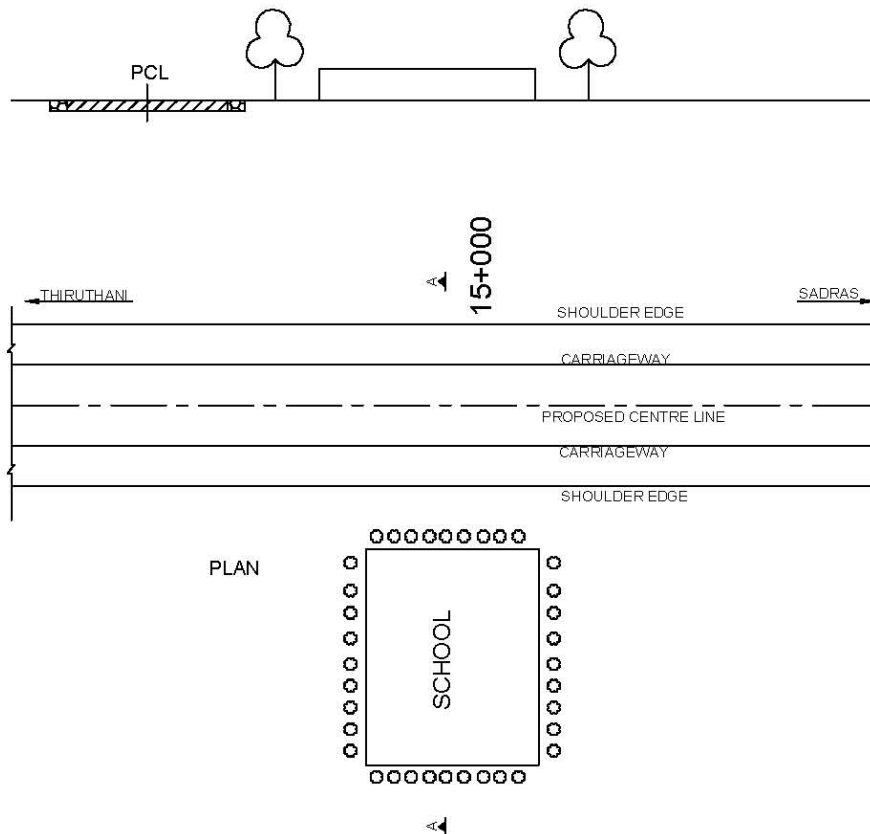 PCL
A
15+000
THIRUTHANI
SADRAS
SHOULDER EDGE
CARRIAGEWAY
PROPOSED CENTRE LINE
CARRIAGEWAY
SHOULDER EDGE
PLAN
SCHOOL
A